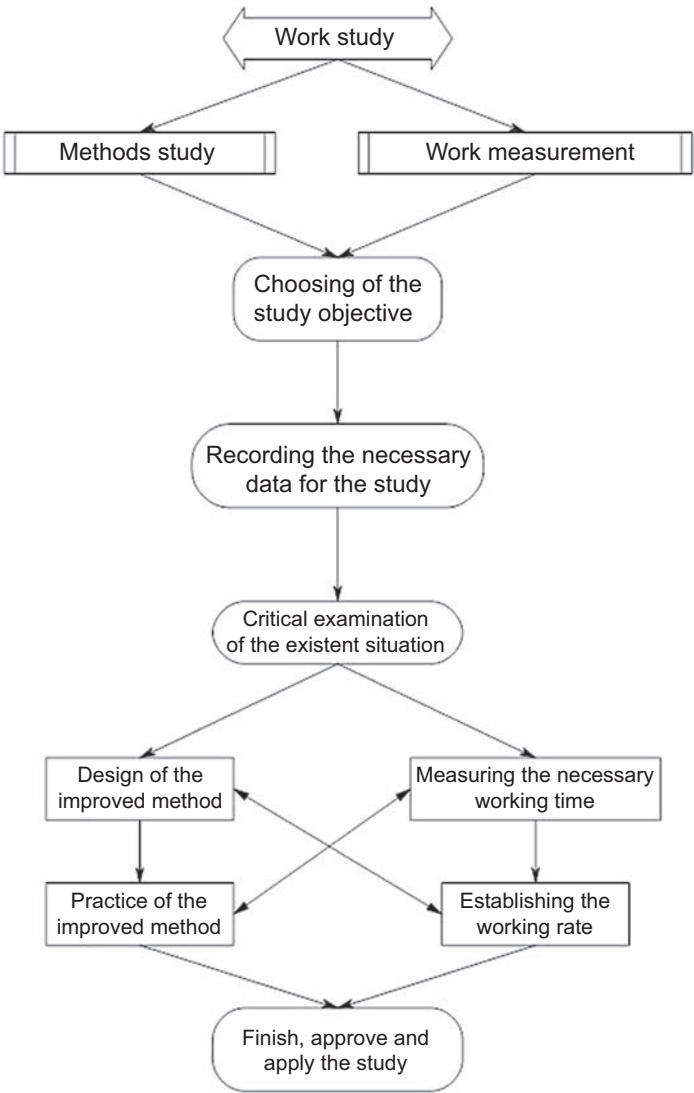 Work study
Methods study
Work measurement
Choosing of the
study objective
Recording the necessary
data for the study
Critical examination
of the existent situation
Design of the
improved method
Measuring the necessary
working time
Practice of the
improved method
Establishing the
working rate
Finish, approve and
apply the study